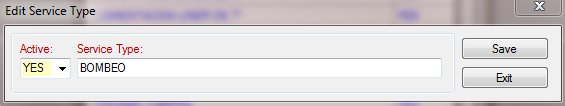 Edit Service Type
Active: Service Type:
YES BOMBEO
Save
Exit